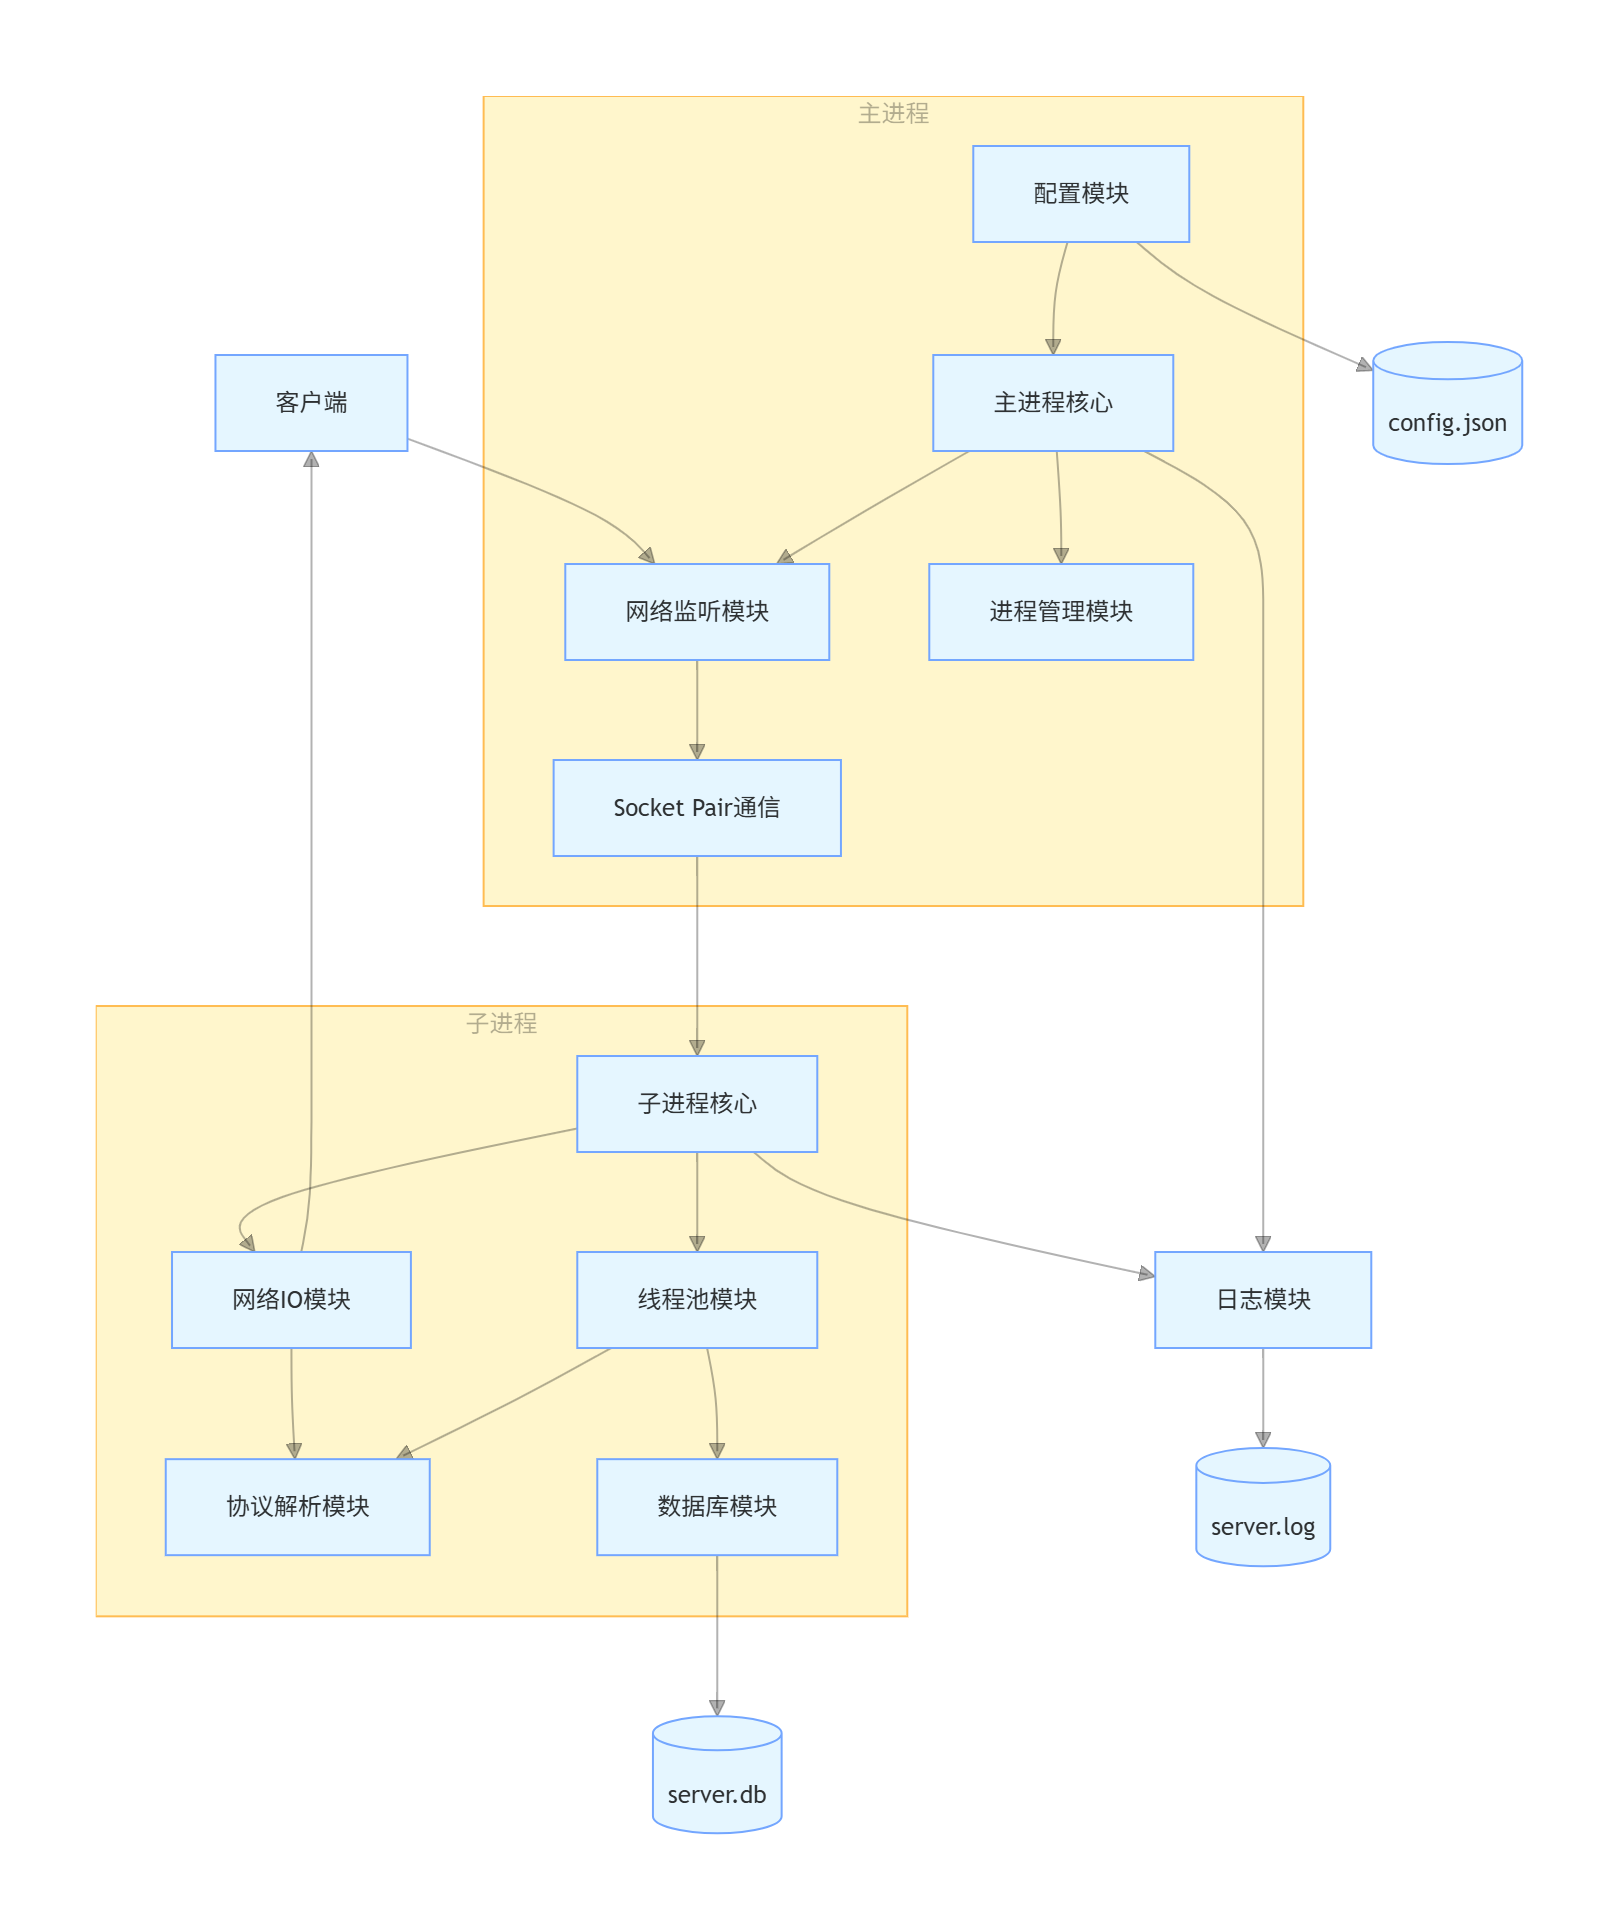 主进程
配置模块
客户端
主进程核心
config.json
网络监听模块
进程管理模块
Socket Pair通信
子进程
子进程核心
网络IO模块
线程池模块
日志模块
协议解析模块
数据库模块
server.log
server.db